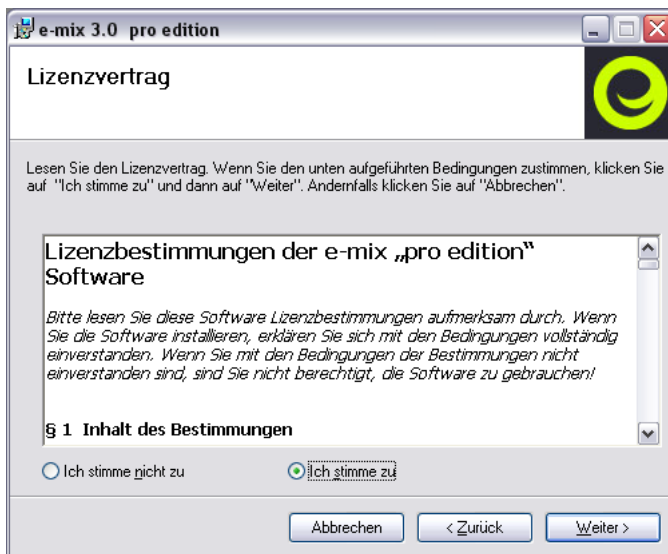 e-mix 3.0 pro edition
Lizenzvertrag
Lesen Sie den Lizenzvertrag. Wenn Sie den unten aufgeführten Bedingungen zustimmen, klicken Sie
auf "Ich stimme zu" und dann auf "Weiter". Andernfalls klicken Sie auf "Abbrechen".
Lizenzbestimmungen der e-mix „pro edition“
Software
Bitte lesen Sie diese Software Lizenzbestimmungen aufmerksam durch. Wenn
Sie die Software installieren, erklären Sie sich mit den Bedingungen vollständig
einverstanden. Wenn Sie mit den Bedingungen der Bestimmungen nicht
einverstanden sind, sind Sie nicht berechtigt, die Software zu gebrauchen!
§ 1 Inhalt des Bestimmungen
Ich stimme nicht zu
Ich stimme zu
Abbrechen
< Zurück
Weiter >